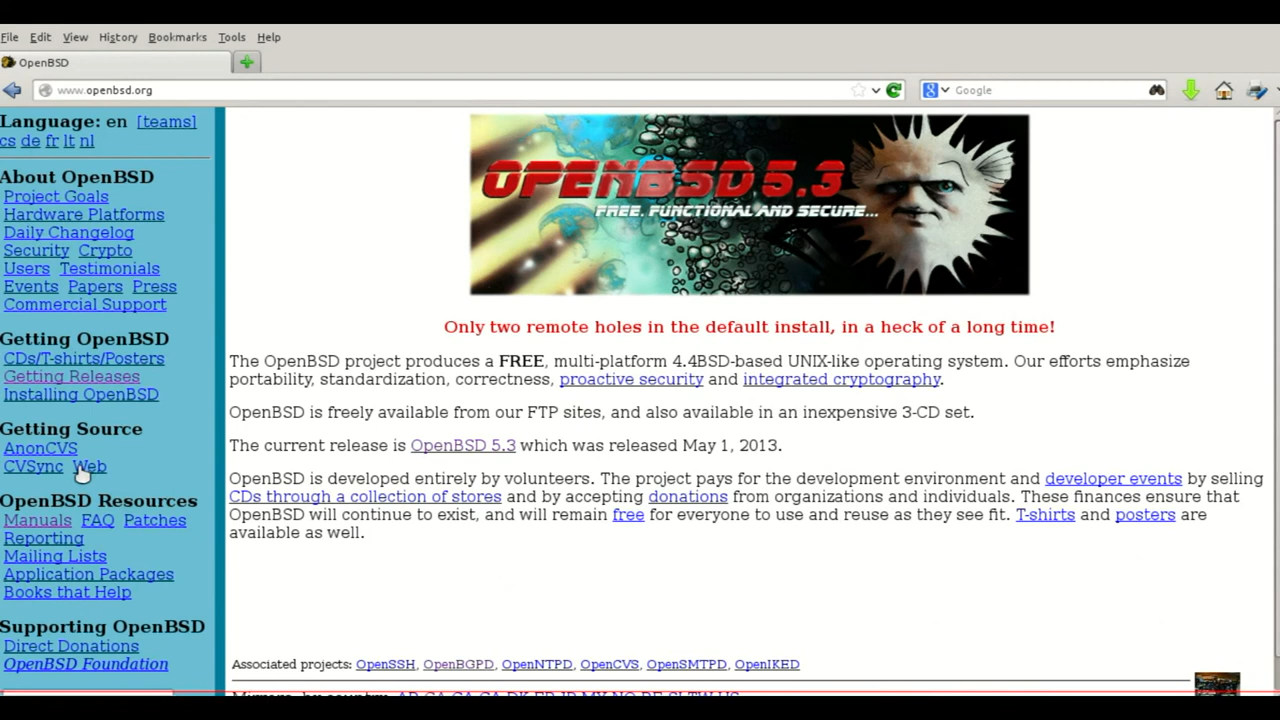 File Edit View History Bookmarks Tools Help
OpenBSD
www.openbsd.org
Google
Language: en [teams]
cs de fr lt nl
About OpenBSD
Project Goals
Hardware Platforms
Daily Changelog
Security Crypto
Users Testimonials
Events Papers Press
Commercial Support
Getting OpenBSD
CDs/T-shirts/Posters
Getting Releases
Installing OpenBSD
Getting Source
AnonCVS
CVSync Web
OpenBSD Resources
Manuals FAQ Patches
Reporting
Mailing Lists
Application Packages
Books that Help
Supporting OpenBSD
Direct Donations
OpenBSD Foundation
OPENBSD 5.3
FREE, FUNCTIONAL AND SECURE...
Only two remote holes in the default install, in a heck of a long time!
The OpenBSD project produces a FREE, multi-platform 4.4BSD-based UNIX-like operating system. Our efforts emphasize
portability, standardization, correctness, proactive security and integrated cryptography.
OpenBSD is freely available from our FTP sites, and also available in an inexpensive 3-CD set.
The current release is OpenBSD 5.3 which was released May 1, 2013.
OpenBSD is developed entirely by volunteers. The project pays for the development environment and developer events by selling
CDs through a collection of stores and by accepting donations from organizations and individuals. These finances ensure that
OpenBSD will continue to exist, and will remain free for everyone to use and reuse as they see fit. T-shirts and posters are
available as well.
Associated projects: OpenSSH, OpenBGPD, OpenNTPD, OpenCVS, OpenSMTPD, OpenIKED